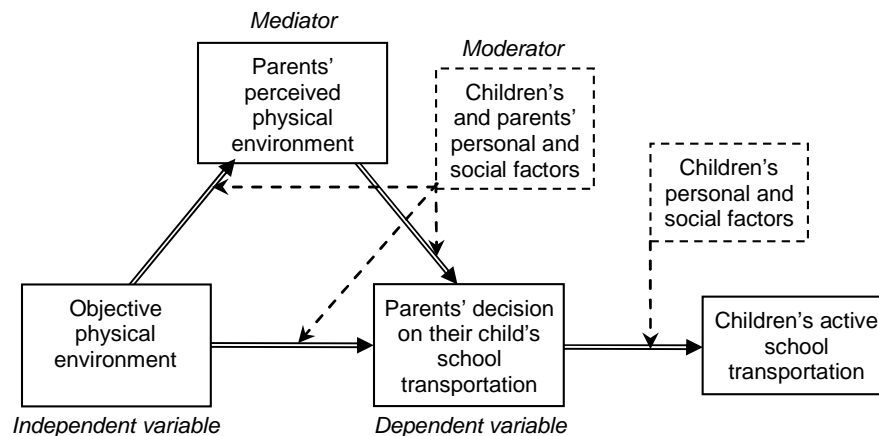 Mediator
Parents’
perceived
physical
environment
Moderator
Children’s
and parents’
personal and
social factors
Children’s
personal and
social factors
Objective
physical
environment
Independent variable
Parents’ decision
on their child’s
school
transportation
Dependent variable
Children’s active
school
transportation